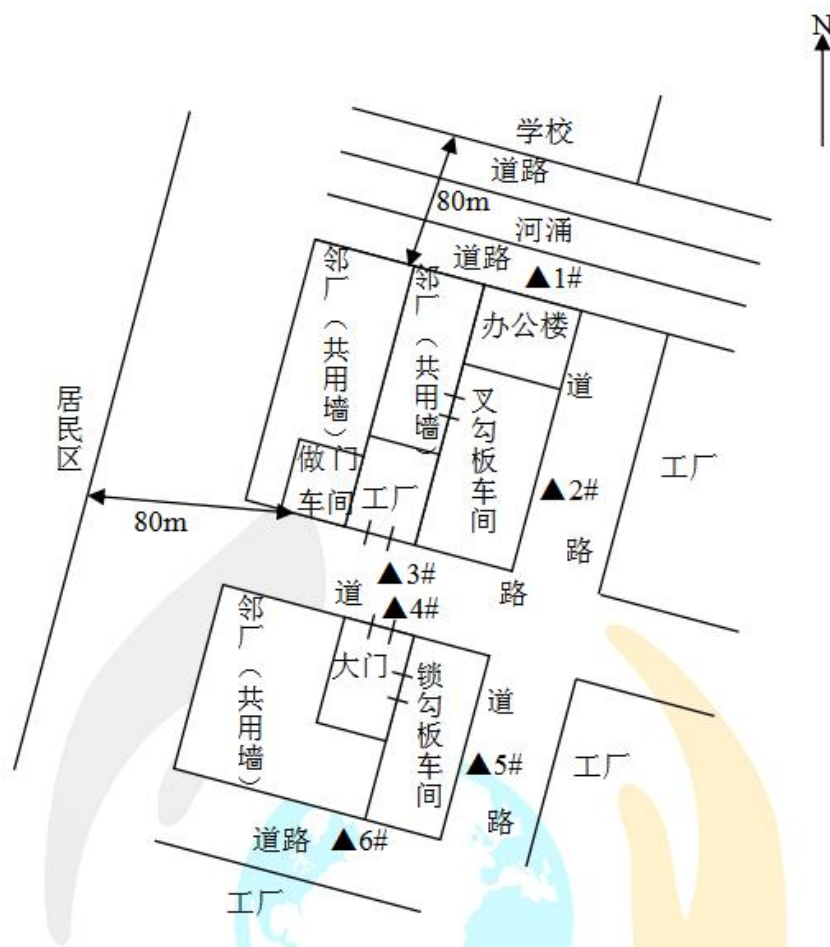 N
学校
道路
80m
河涌
道路
▲1#
邻厂（共用墙）
邻厂（共用墙）
办公楼
道
叉勾板车间
工厂
居民区
做门
车间
工厂
▲2#
80m
路
▲3#
道
路
▲4#
邻厂（共用墙）
大门
锁勾板车间
道
▲5#
工厂
路
道路
▲6#
工厂